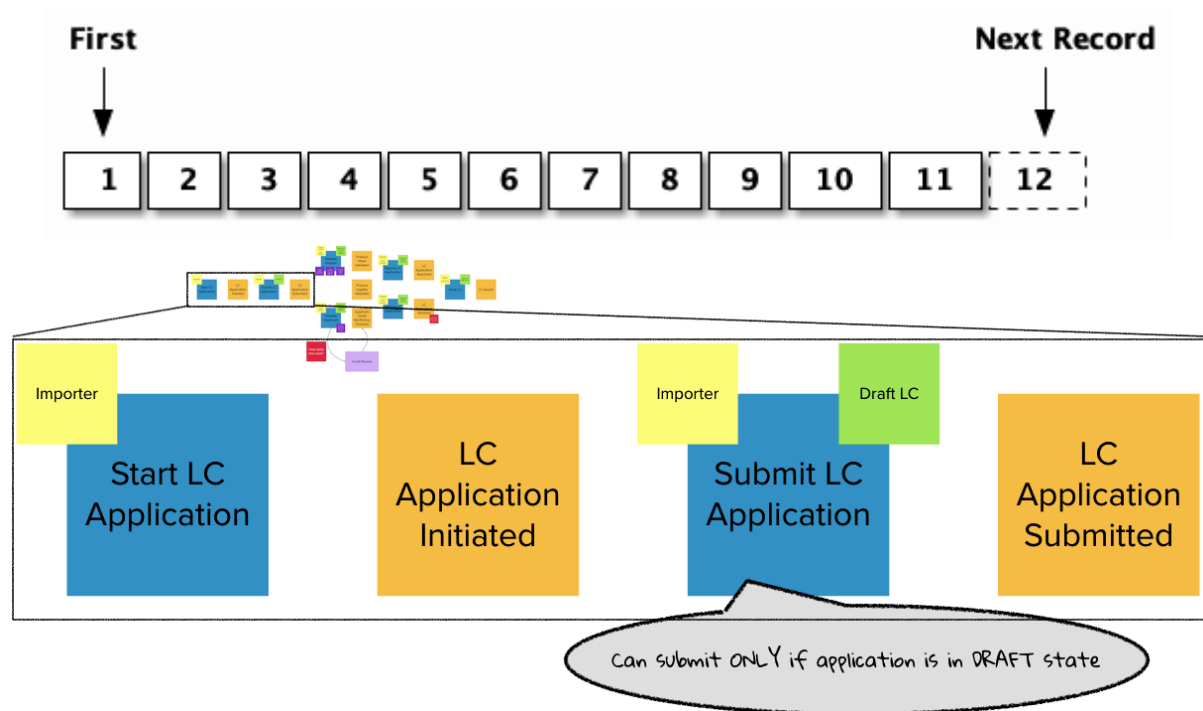 First
Next Record
1 2 3 4 5 6 7 8 9 10 11 12
Importer
Start LC
Application
LC
Application
Initiated
Importer
Draft LC
Submit LC
Application
LC
Application
Submitted
Can submit ONLY if application is in DRAFT state